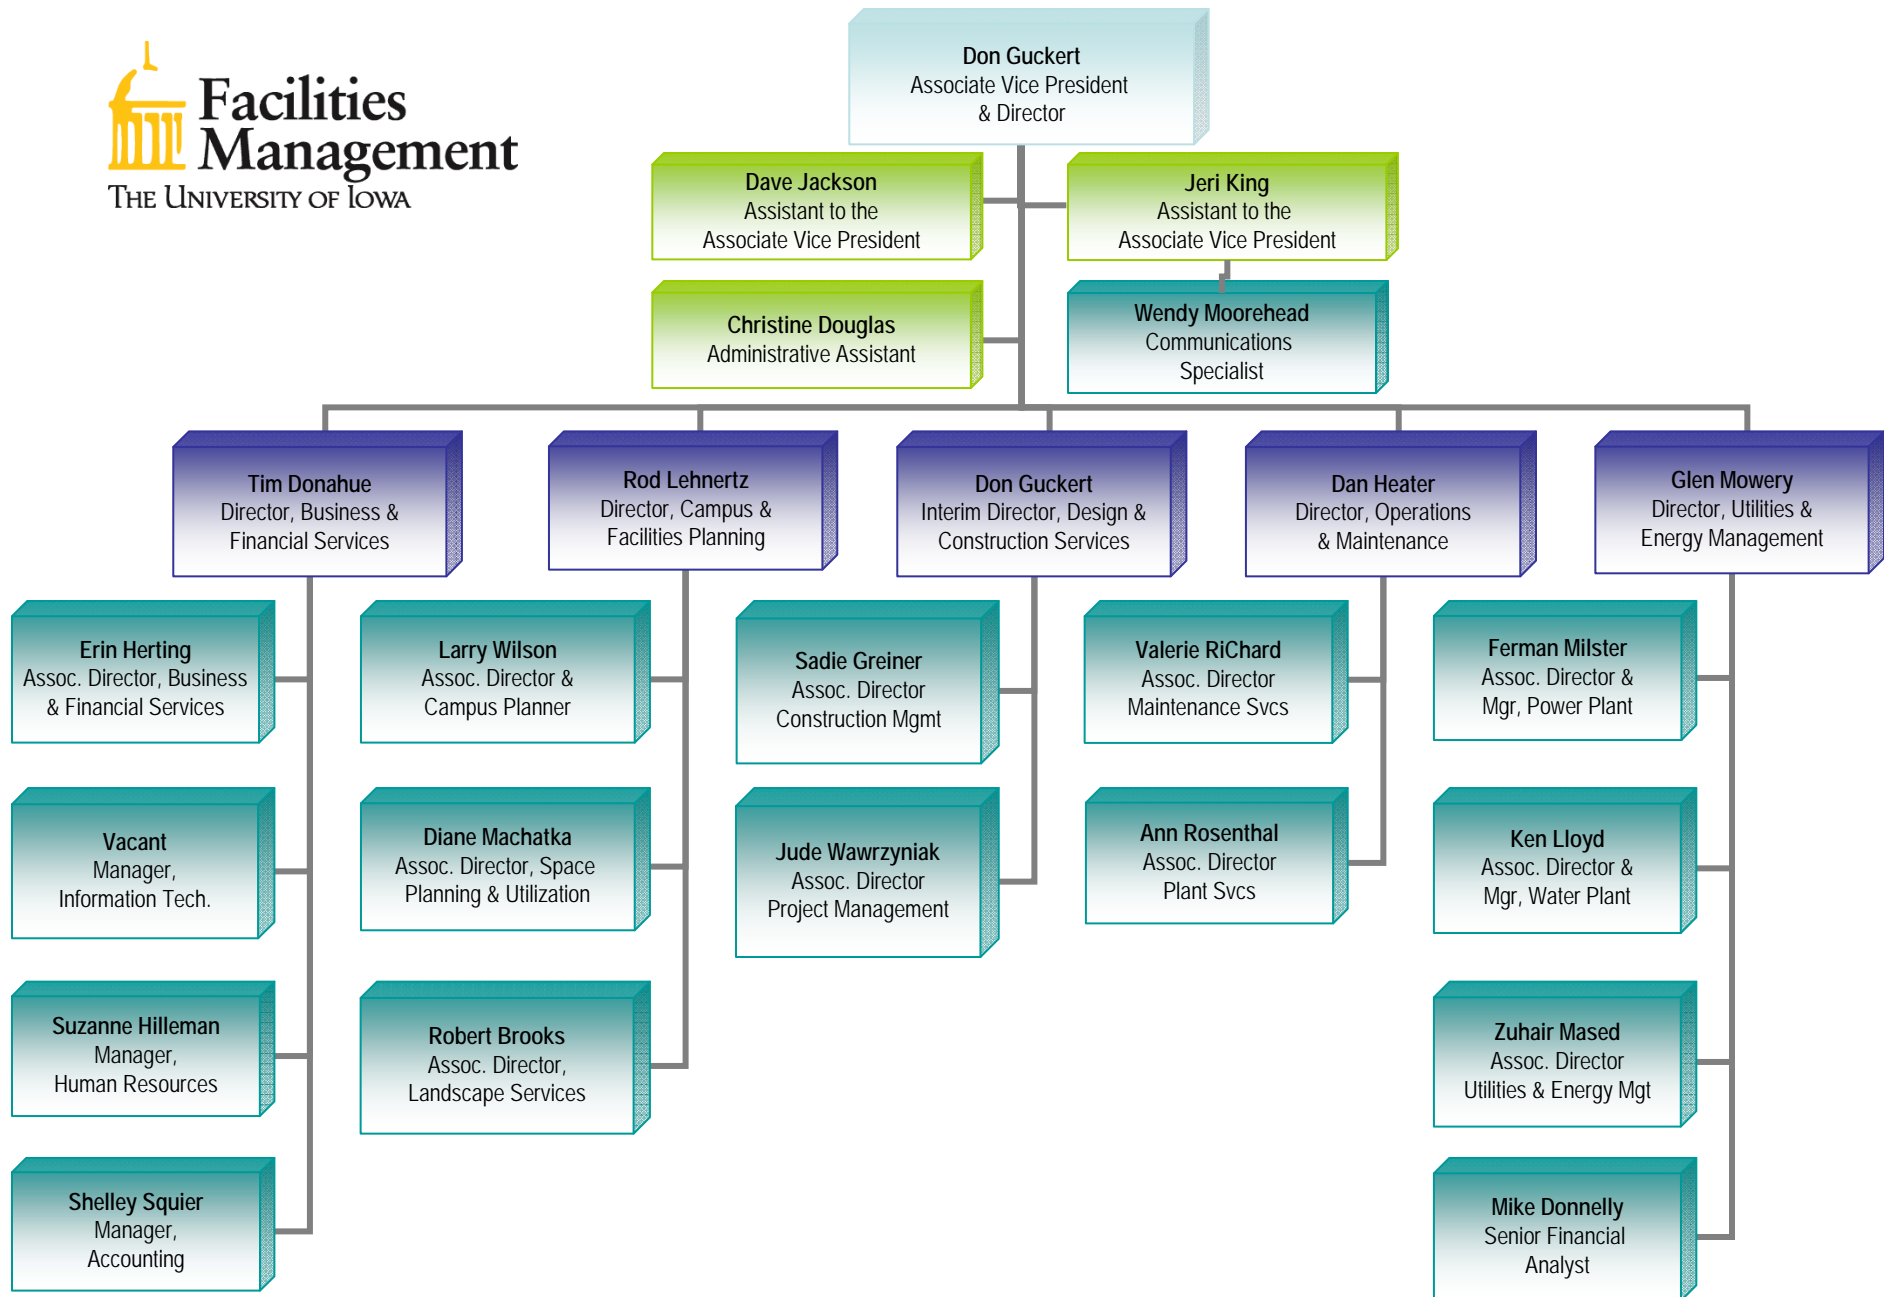 Facilities
Management
THE UNIVERSITY OF IOWA
Don Guckert
Associate Vice President
& Director
Dave Jackson
Assistant to the
Associate Vice President
Jeri King
Assistant to the
Associate Vice President
Christine Douglas
Administrative Assistant
Wendy Moorehead
Communications
Specialist
Tim Donahue
Director, Business &
Financial Services
Rod Lehnertz
Director, Campus &
Facilities Planning
Don Guckert
Interim Director, Design &
Construction Services
Dan Heater
Director, Operations
& Maintenance
Glen Mowery
Director, Utilities &
Energy Management
Erin Herting
Assoc. Director, Business
& Financial Services
Larry Wilson
Assoc. Director &
Campus Planner
Sadie Greiner
Assoc. Director
Construction Mgmt
Valerie RiChard
Assoc. Director
Maintenance Svcs
Ferman Milster
Assoc. Director &
Mgr, Power Plant
Vacant
Manager,
Information Tech.
Diane Machatka
Assoc. Director, Space
Planning & Utilization
Jude Wawrzyniak
Assoc. Director
Project Management
Ann Rosenthal
Assoc. Director
Plant Svcs
Ken Lloyd
Assoc. Director &
Mgr, Water Plant
Suzanne Hilleman
Manager,
Human Resources
Robert Brooks
Assoc. Director,
Landscape Services
Zuhair Mased
Assoc. Director
Utilities & Energy Mgt
Shelley Squier
Manager,
Accounting
Mike Donnelly
Senior Financial
Analyst